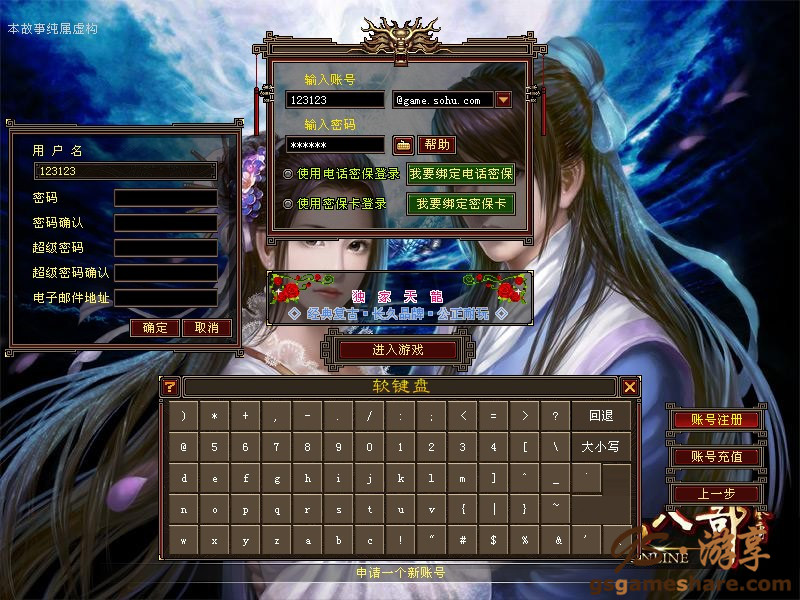 本故事纯属虚构
输入账号
123123
@game.sohu.com
输入密码
******
帮助
使用电话密保登录
我要绑定电话密保
使用密保卡登录
我要绑定密保卡
用户名
123123
密码
密码确认
超级密码
超级密码确认
电子邮件地址
确定
取消
独家天龍
◇经典复古·长久品牌·公正耐玩◇
进入游戏
?
软键盘
) * + , - . / : ; < = > ? 回退
@ 5 6 7 8 9 0 1 2 3 4 [ \ 大小写
d e f g h i j k l m ] ^ _ `
n o p q r s t u v { | } ~
w x y z a b c ! " # $ % & '
账号注册
账号充值
上一步
八部
ONLINE
游享
gsgameshare.com
申请一个新账号